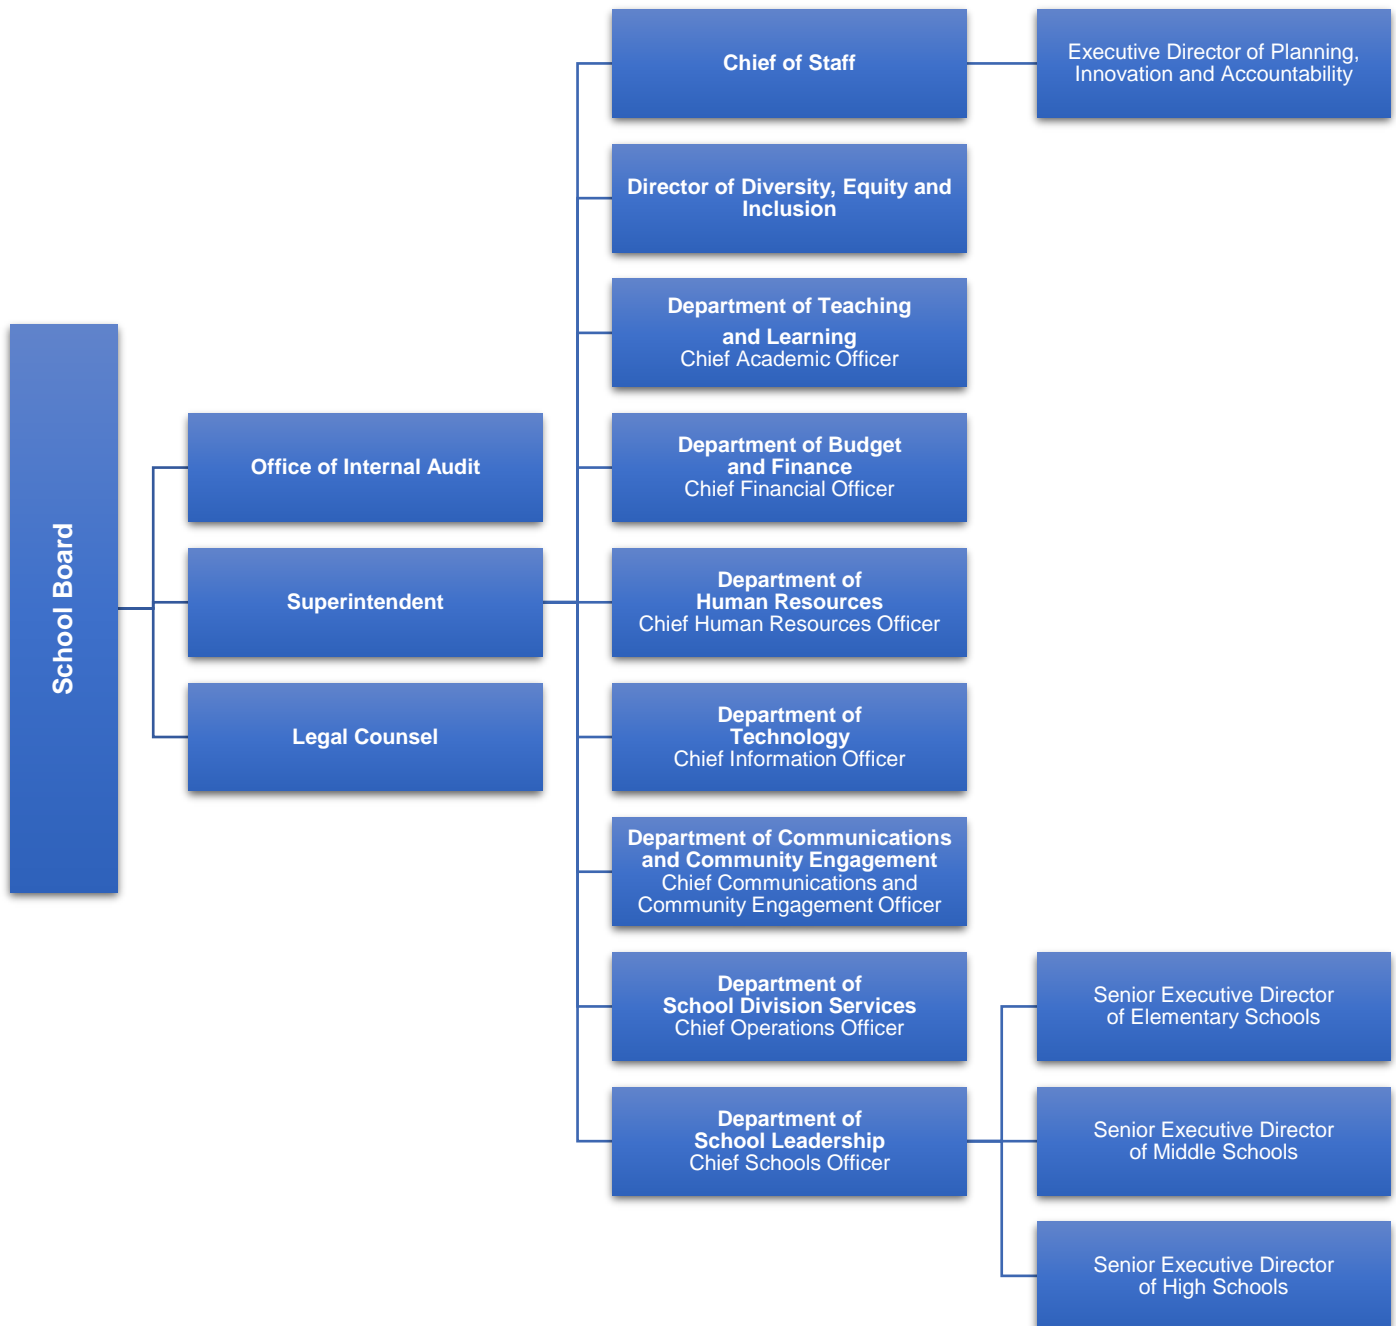 School Board
Office of Internal Audit
Superintendent
Legal Counsel
Chief of Staff
Executive Director of Planning,
Innovation and Accountability
Director of Diversity, Equity and
Inclusion
Department of Teaching
and Learning
Chief Academic Officer
Department of Budget
and Finance
Chief Financial Officer
Department of
Human Resources
Chief Human Resources Officer
Department of
Technology
Chief Information Officer
Department of Communications
and Community Engagement
Chief Communications and
Community Engagement Officer
Department of
School Division Services
Chief Operations Officer
Department of
School Leadership
Chief Schools Officer
Senior Executive Director
of Elementary Schools
Senior Executive Director
of Middle Schools
Senior Executive Director
of High Schools